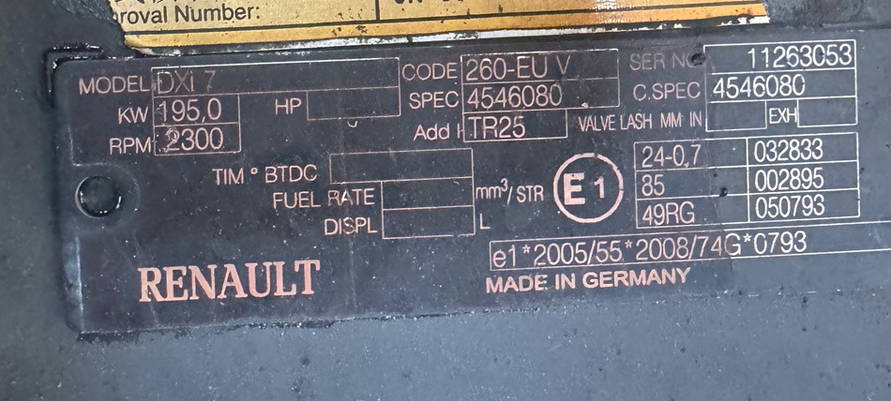 roval Number:
MODEL DXi 7 CODE 260-EU V SER NO 11263053
KW 195,0 HP SPEC 4546080 C.SPEC 4546080
RPM 2300 Add I TR25 VALVE LASH MM IN EXH
TIM ° BTDC 24-0,7 032833
FUEL RATE mm³/STR E1 85 002895
DISPL L 49RG 050793
e1*2005/55*2008/74G*0793
RENAULT MADE IN GERMANY